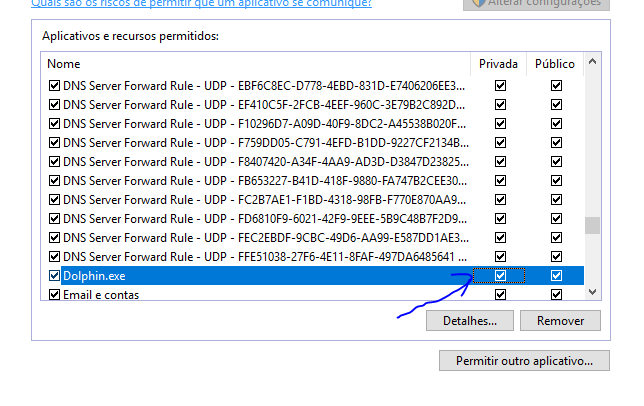 Quais são os riscos de permitir que um aplicativo se comunique?
Alterar configurações
Aplicativos e recursos permitidos:
Nome Privada Público
DNS Server Forward Rule - UDP - EBF6C8EC-D778-4EBD-831D-E7406206EE3...
DNS Server Forward Rule - UDP - EF410C5F-2FCB-4EEF-960C-3E79B2C892D...
DNS Server Forward Rule - UDP - F10296D7-A09D-40F9-8DC2-A45538B020F...
DNS Server Forward Rule - UDP - F759DD05-C791-4EFD-B1DD-9227CF2134B...
DNS Server Forward Rule - UDP - F8407420-A34F-4AA9-AD3D-D3847D23825...
DNS Server Forward Rule - UDP - FB653227-B41D-418F-9880-FA747B2CEE30...
DNS Server Forward Rule - UDP - FC2B7AE1-F1BD-4318-98FB-F770E870AA9...
DNS Server Forward Rule - UDP - FD6810F9-6021-42F9-9EEE-5B9C48B7F2D9...
DNS Server Forward Rule - UDP - FEC2EBDF-9CBC-49D6-AA99-E587DD1AE3...
DNS Server Forward Rule - UDP - FFE51038-27F6-4E11-8FAF-497DA6485641
Dolphin.exe
Email e contas
Detalhes... Remover
Permitir outro aplicativo...